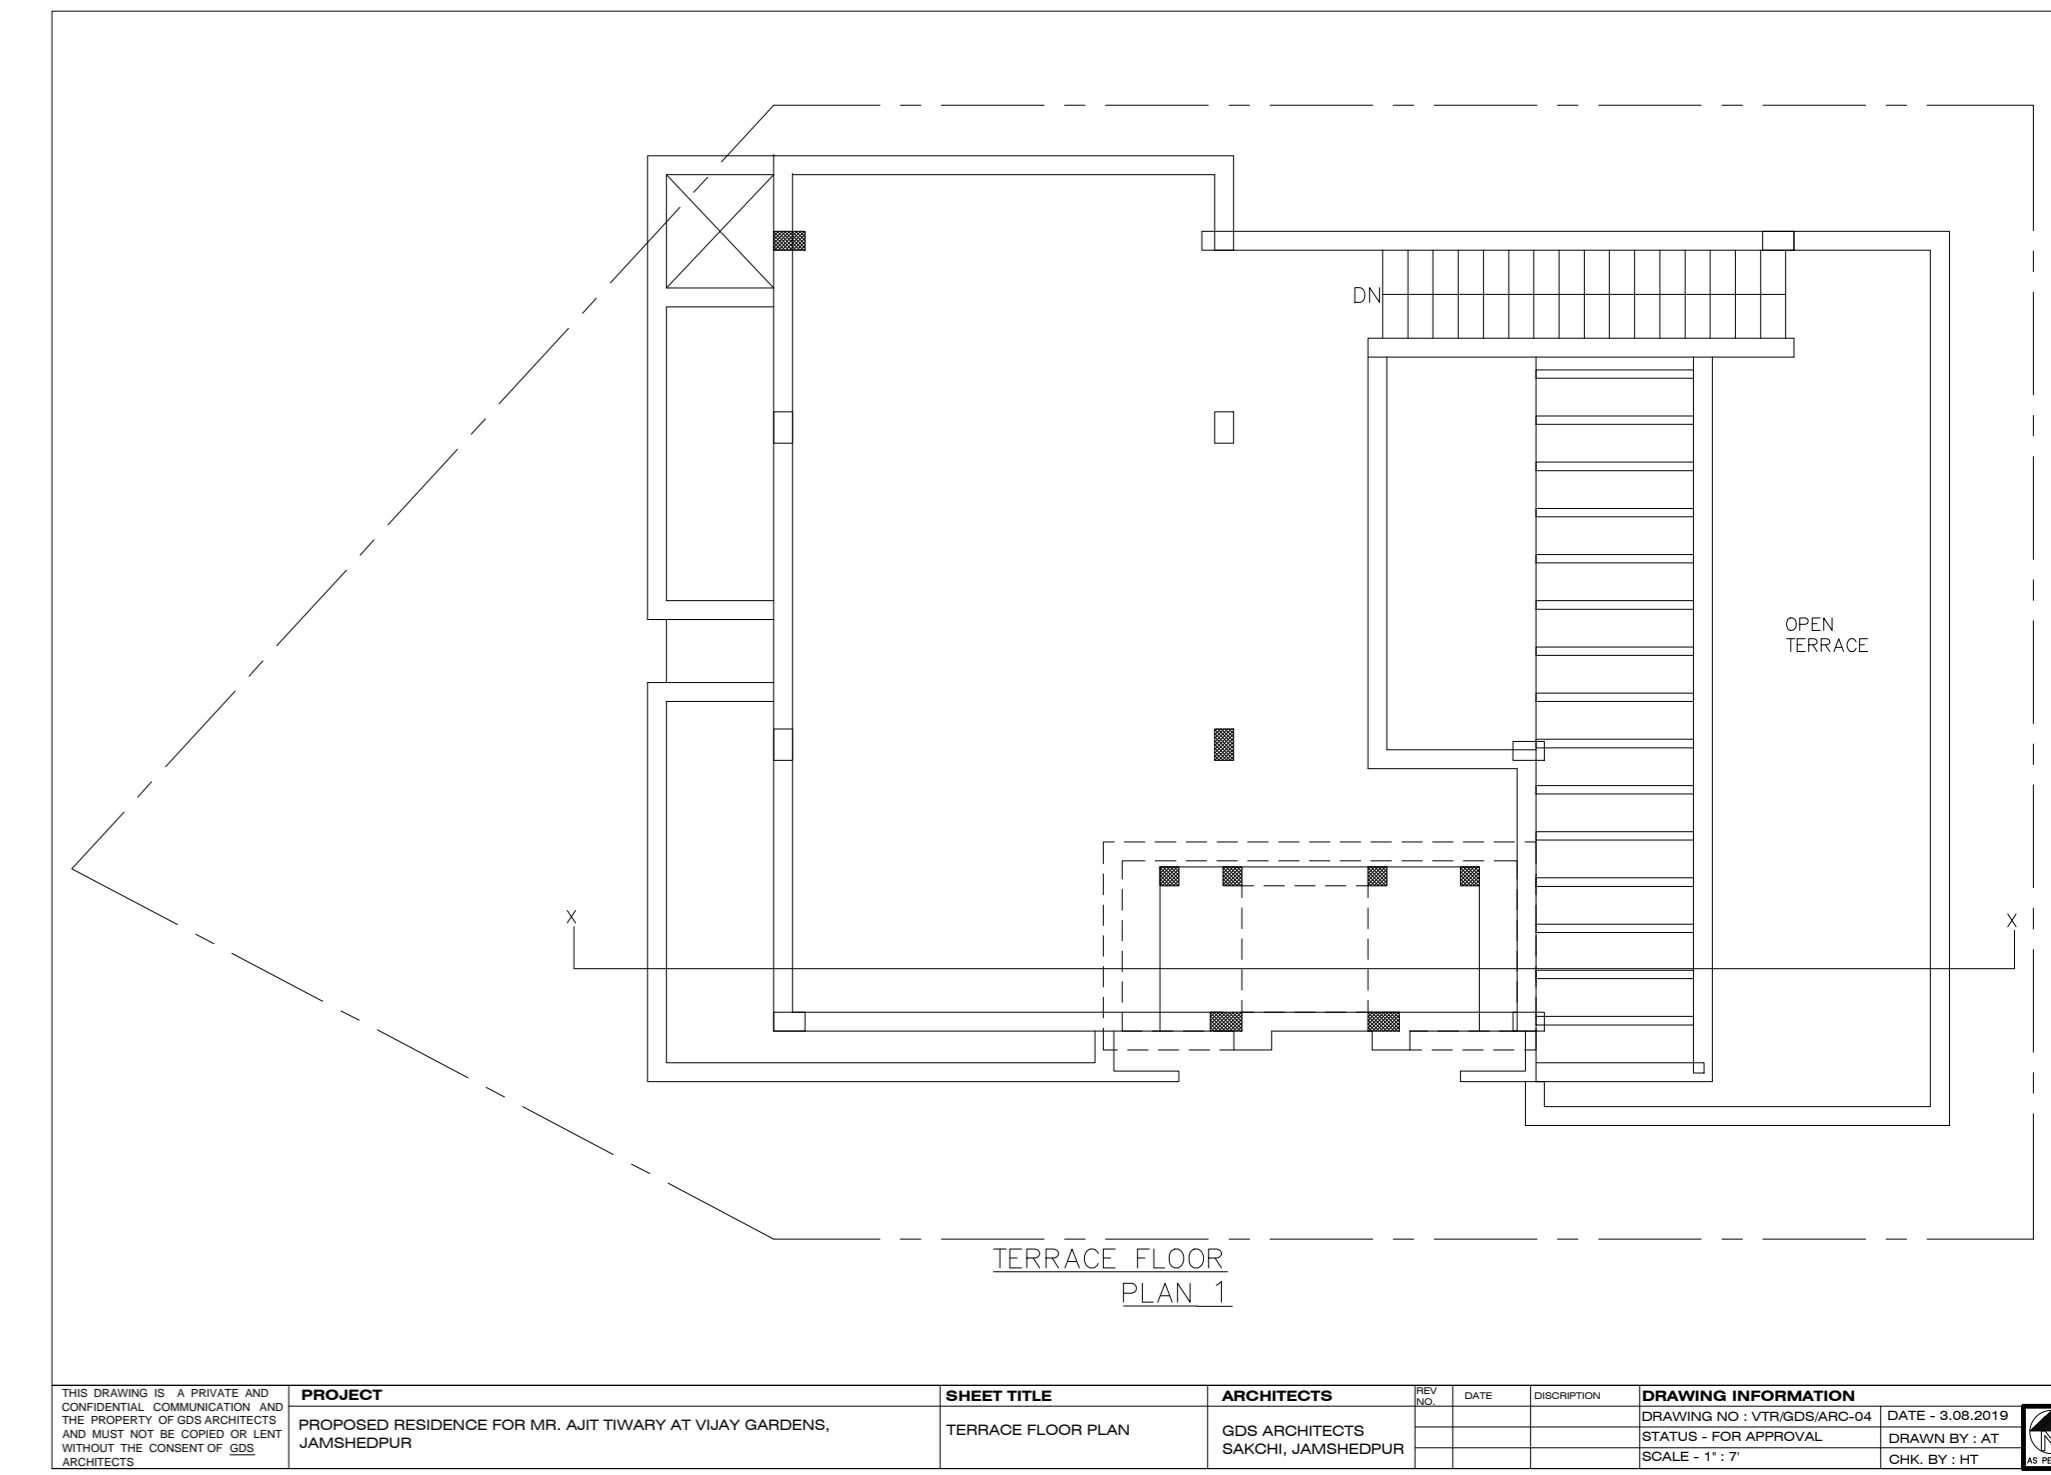 DN
OPEN
TERRACE
X
X
TERRACE FLOOR
PLAN 1
THIS DRAWING IS A PRIVATE AND
CONFIDENTIAL COMMUNICATION AND
THE PROPERTY OF GDS ARCHITECTS
AND MUST NOT BE COPIED OR LENT
WITHOUT THE CONSENT OF GDS
ARCHITECTS
PROJECT
PROPOSED RESIDENCE FOR MR. AJIT TIWARY AT VIJAY GARDENS,
JAMSHEDPUR
SHEET TITLE
TERRACE FLOOR PLAN
ARCHITECTS
GDS ARCHITECTS
SAKCHI, JAMSHEDPUR
REV
NO.
DATE
DISCRIPTION
DRAWING INFORMATION
DRAWING NO : VTR/GDS/ARC-04
DATE - 3.08.2019
STATUS - FOR APPROVAL
DRAWN BY : AT
SCALE - 1" : 7'
CHK. BY : HT
N
AS